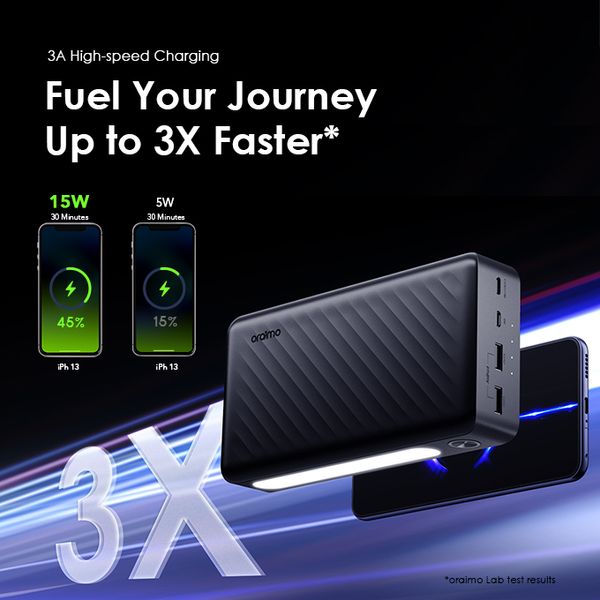 3A High-speed Charging
Fuel Your Journey
Up to 3X Faster*
15W
30 Minutes
5W
30 Minutes
45%
15%
iPh 13
iPh 13
oraimo
3X
*oraimo Lab test results